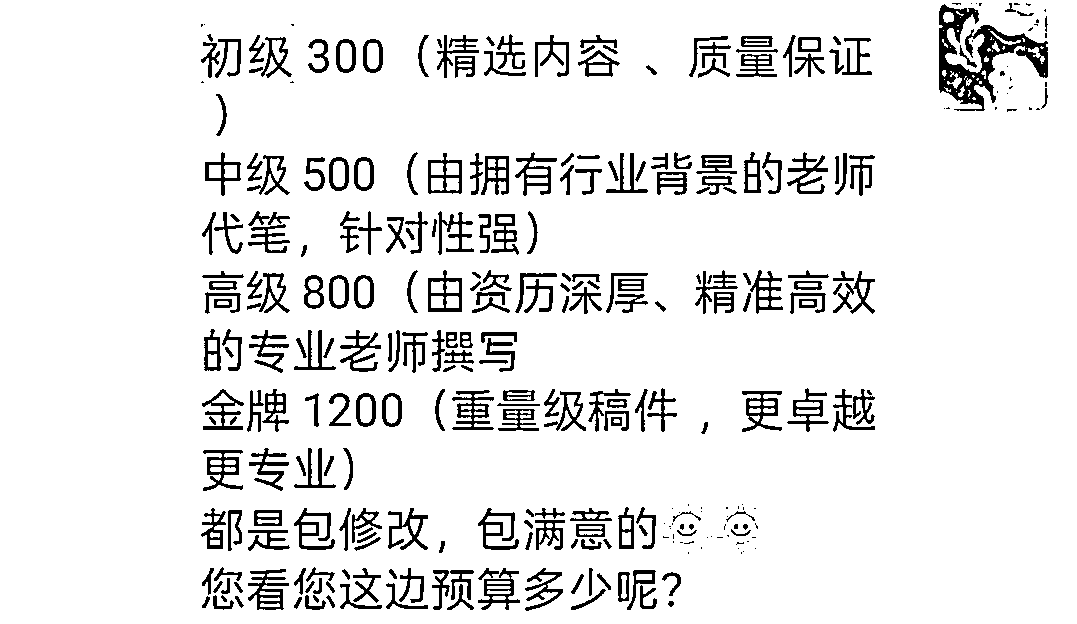 初级 300（精选内容 、质量保证
）
中级 500（由拥有行业背景的老师
代笔，针对性强）
高级 800（由资历深厚、精准高效
的专业老师撰写
金牌 1200（重量级稿件 ，更卓越
更专业）
都是包修改，包满意的
您看您这边预算多少呢？